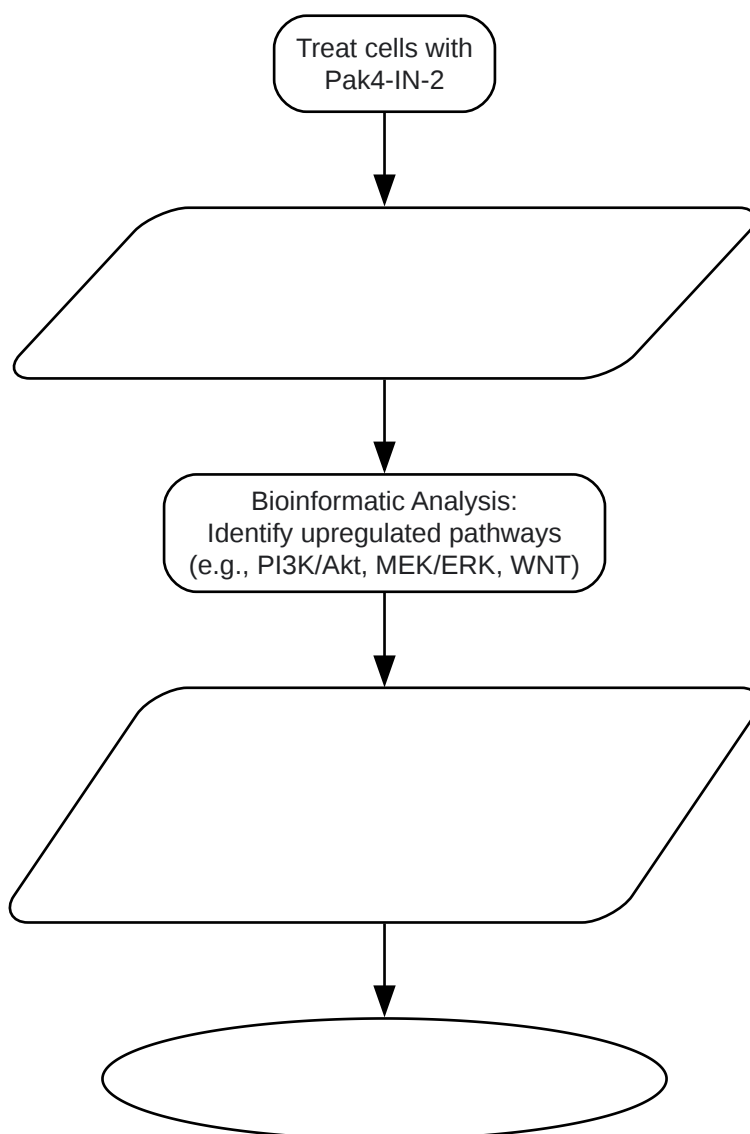 Treat cells with
Pak4-IN-2
Bioinformatic Analysis:
Identify upregulated pathways
(e.g., PI3K/Akt, MEK/ERK, WNT)